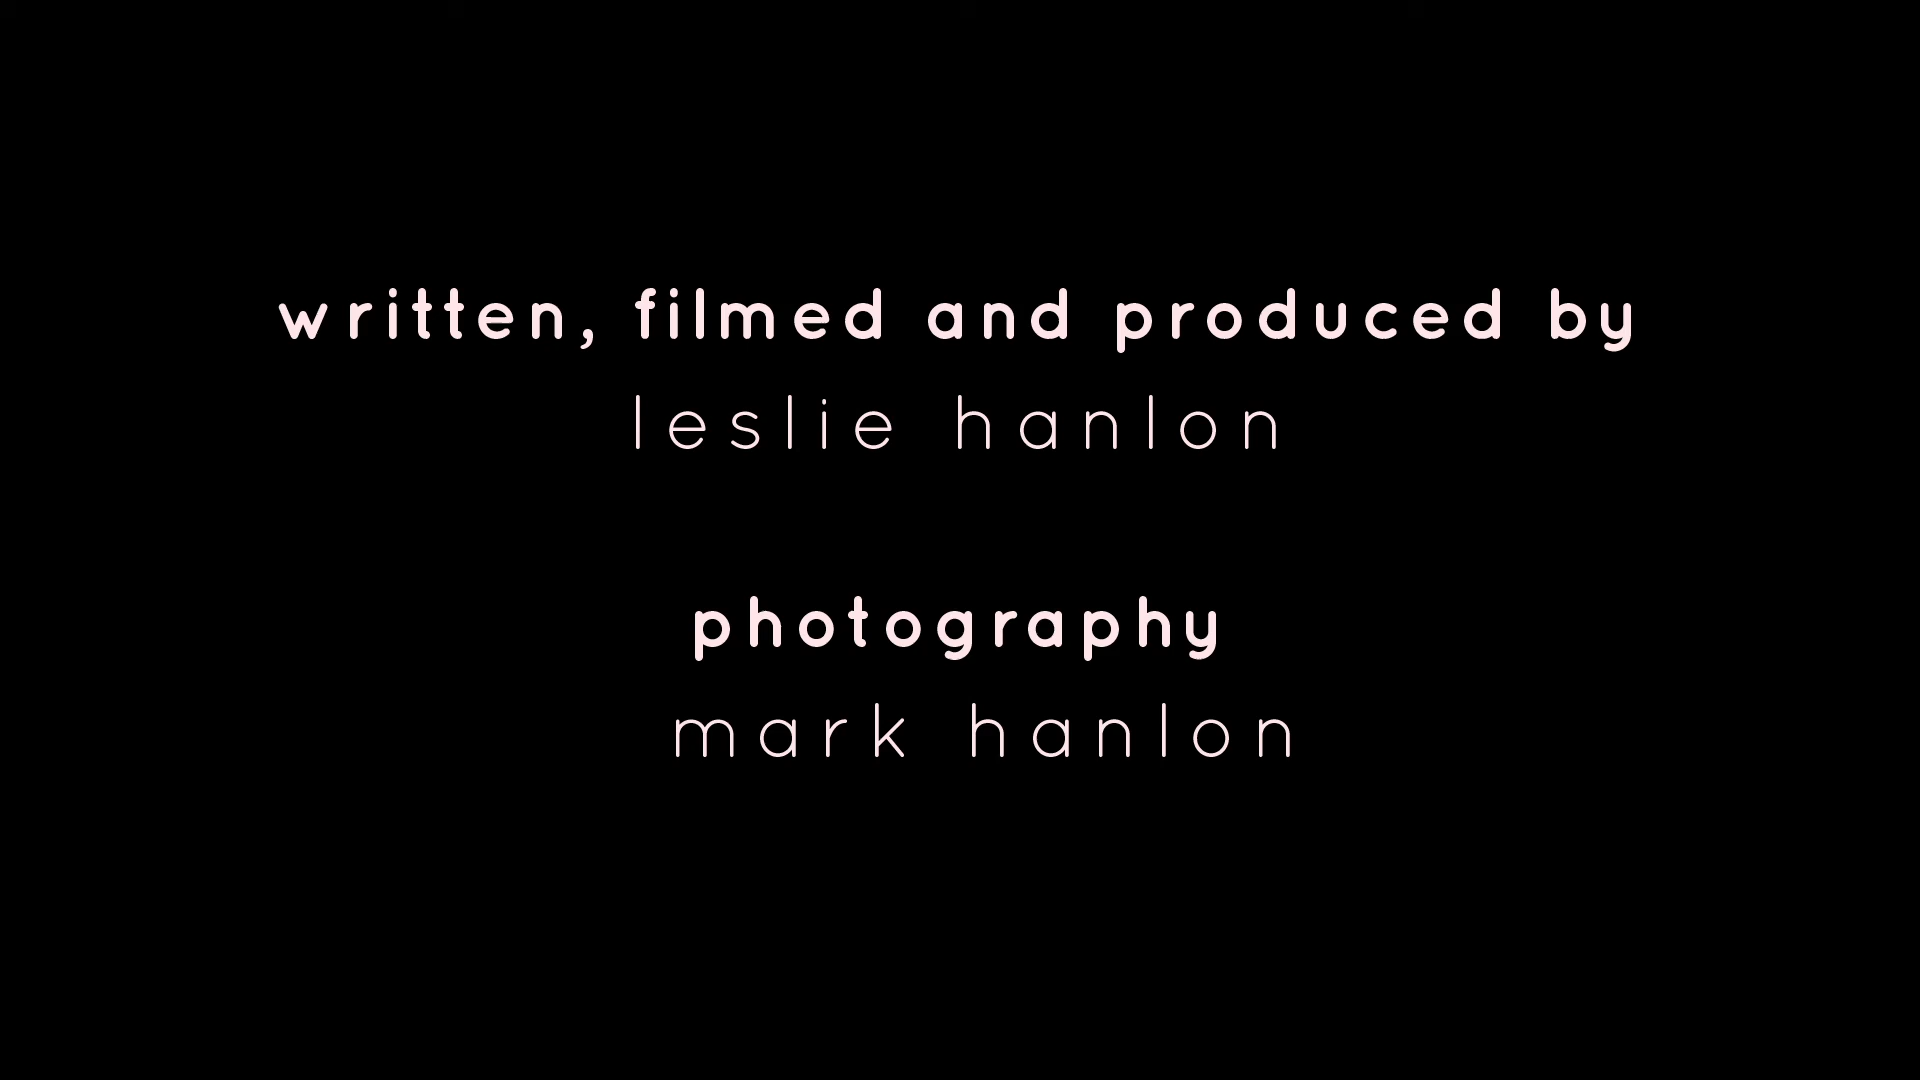 written, filmed and produced by
leslie hanlon
photography
mark hanlon